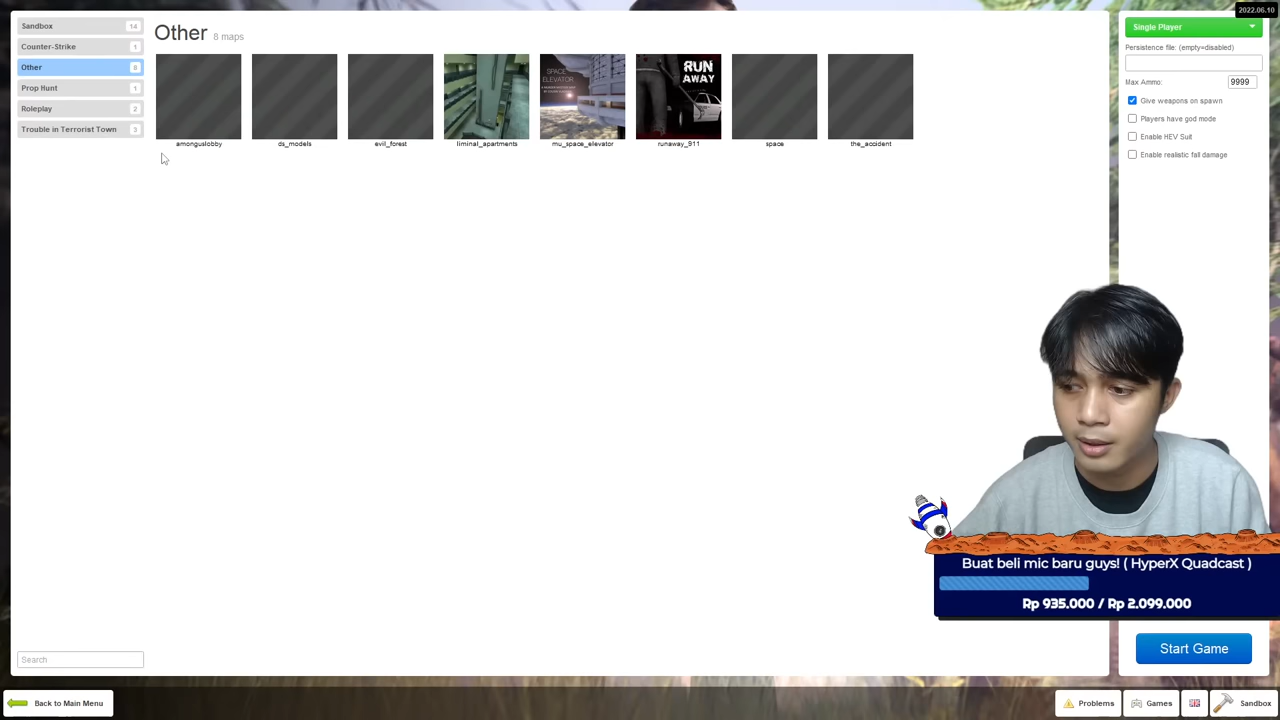 2022.06.10
Sandbox 14
Counter-Strike 1
Other 8
Prop Hunt 1
Roleplay 2
Trouble in Terrorist Town 3
Other 8 maps
SPACE
ELEVATOR
RUN
AWAY
amonguslobby
ds_models
evil_forest
liminal_apartments
mu_space_elevator
runaway_911
space
the_accident
Single Player
Persistence file: (empty=disabled)
Max Ammo: 9999
Give weapons on spawn
Players have god mode
Enable HEV Suit
Enable realistic fall damage
Buat beli mic baru guys! ( HyperX Quadcast )
Rp 935.000 / Rp 2.099.000
Start Game
Search
Back to Main Menu
Problems
Games
Sandbox